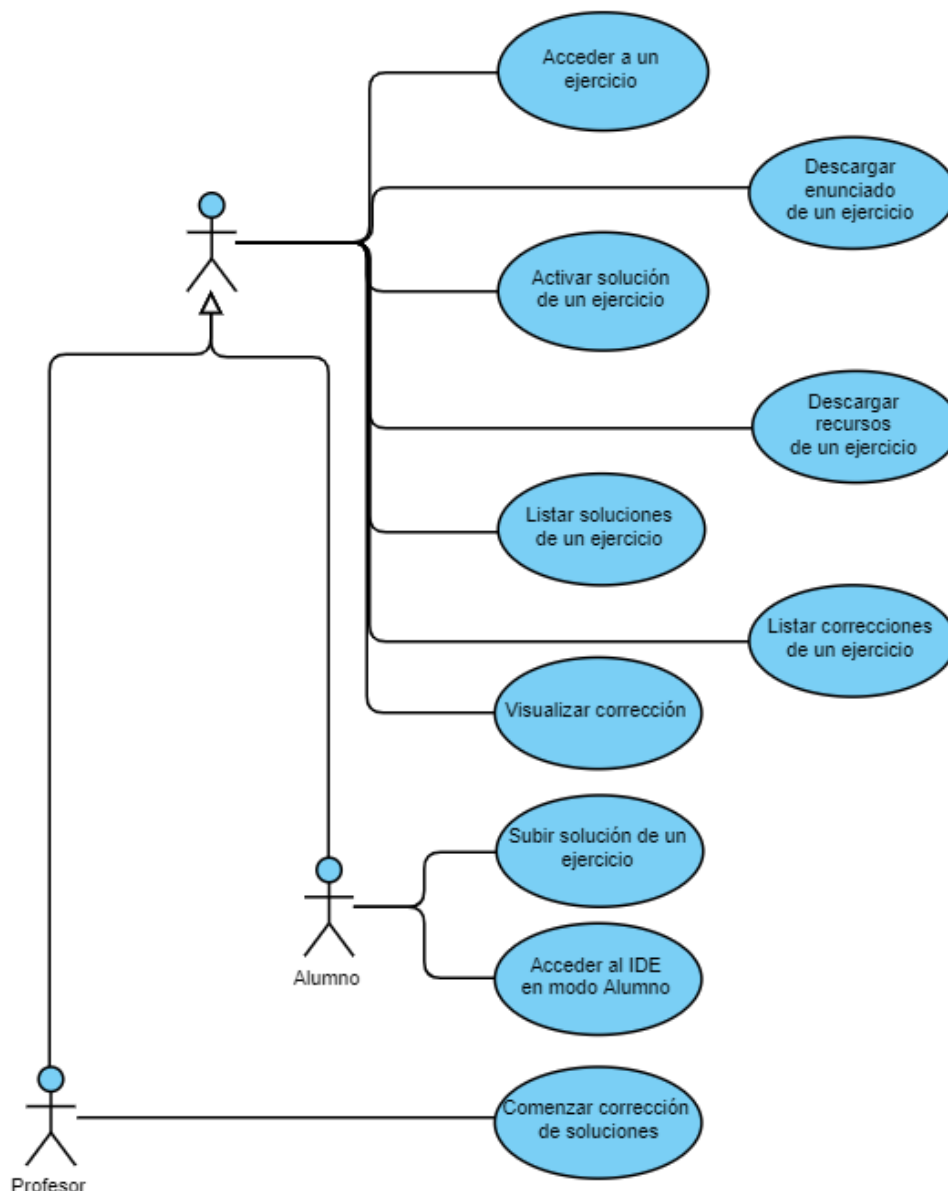 Acceder a un
ejercicio
Descargar
enunciado
de un ejercicio
Activar solución
de un ejercicio
Descargar
recursos
de un ejercicio
Listar soluciones
de un ejercicio
Listar correcciones
de un ejercicio
Visualizar corrección
Subir solución de un
ejercicio
Alumno
Acceder al IDE
en modo Alumno
Comenzar corrección
de soluciones
Profesor